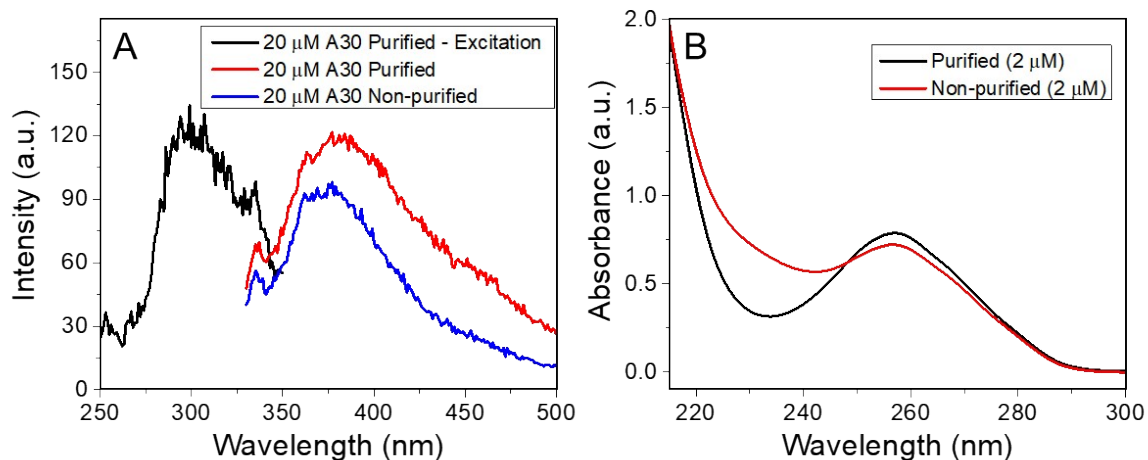 A
20 μM A30 Purified - Excitation
20 μM A30 Purified
20 μM A30 Non-purified
Intensity (a.u.)
150
120
90
60
30
0
250 300 350 400 450 500
Wavelength (nm)
B
Purified (2 μM)
Non-purified (2 μM)
Absorbance (a.u.)
2.0
1.5
1.0
0.5
0.0
220 240 260 280 300
Wavelength (nm)